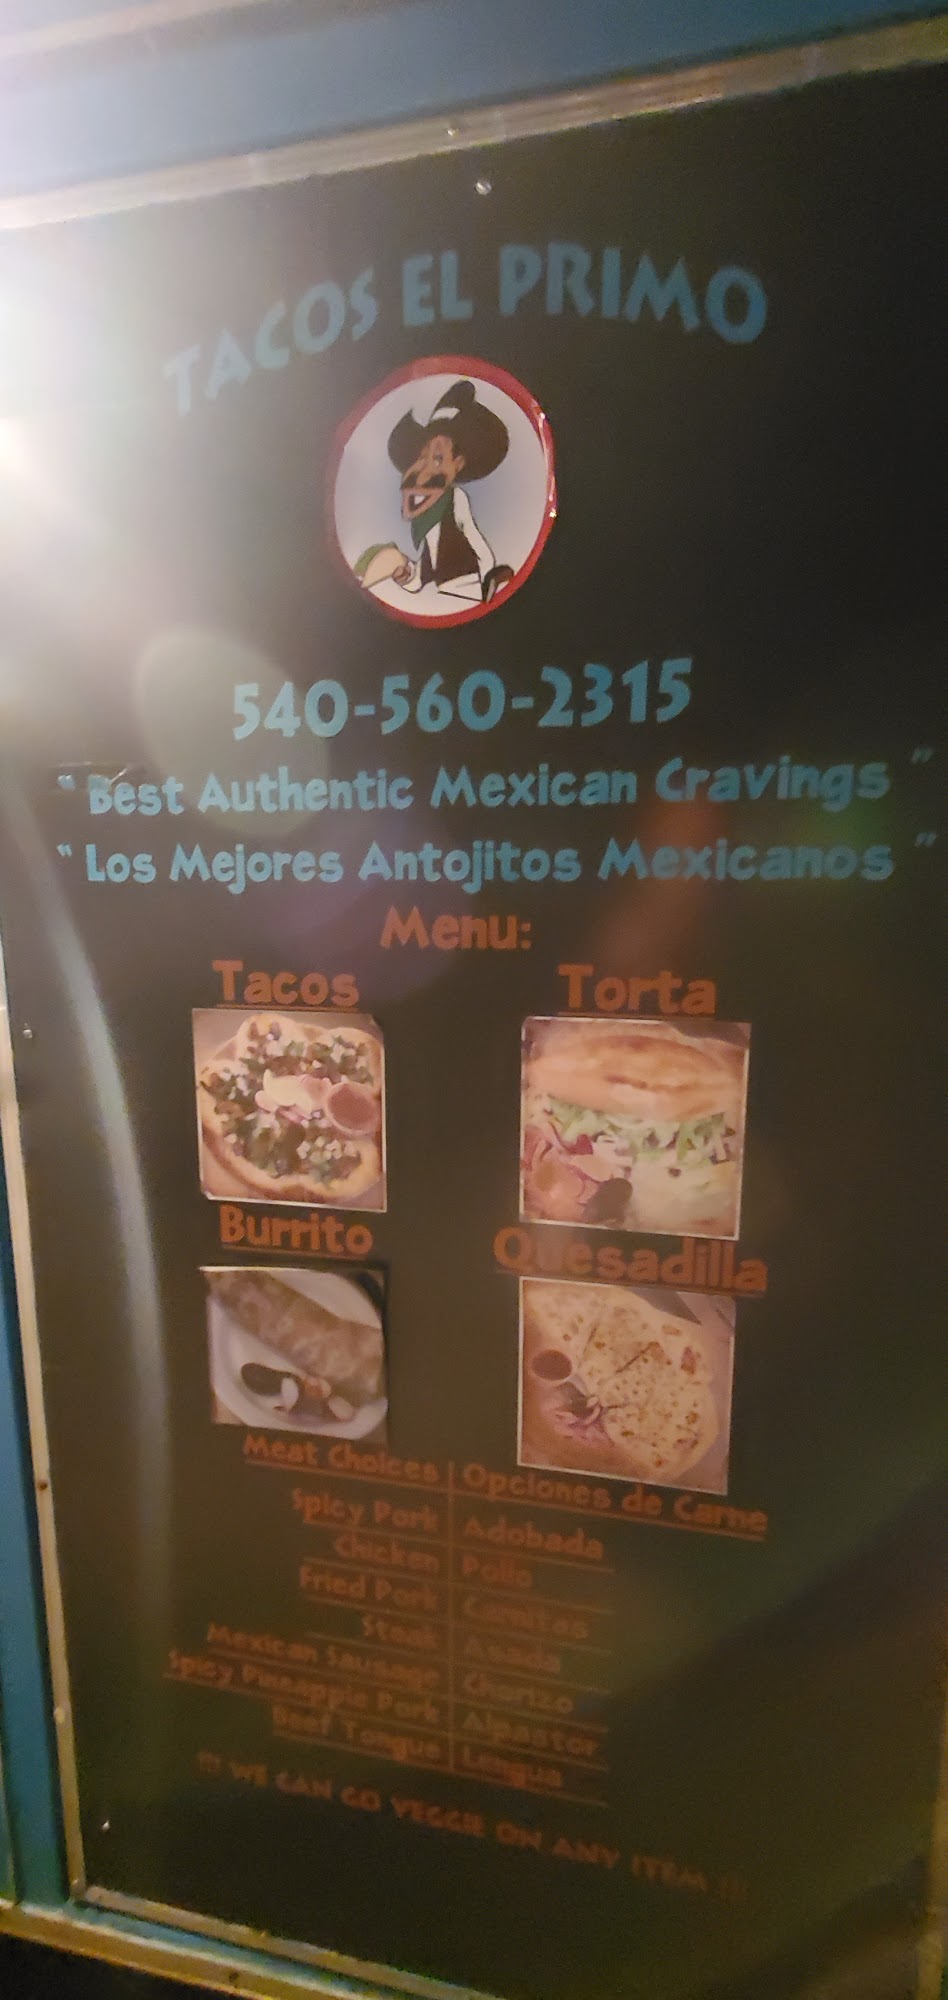 TACOS EL PRIMO
540-560-2315
" Best Authentic Mexican Cravings "
" Los Mejores Antojitos Mexicanos "
Menu:
Tacos
Torta
Burrito
Quesadilla
Meat Choices | Opciones de Carne
Spicy Pork | Adobada
Chicken | Pollo
Fried Pork | Carnitas
Steak | Asada
Mexican Sausage | Chorizo
Spicy Pineapple Pork | Alpastor
Beef Tongue | Lengua
!!! WE CAN GO VEGGIE ON ANY ITEM !!!